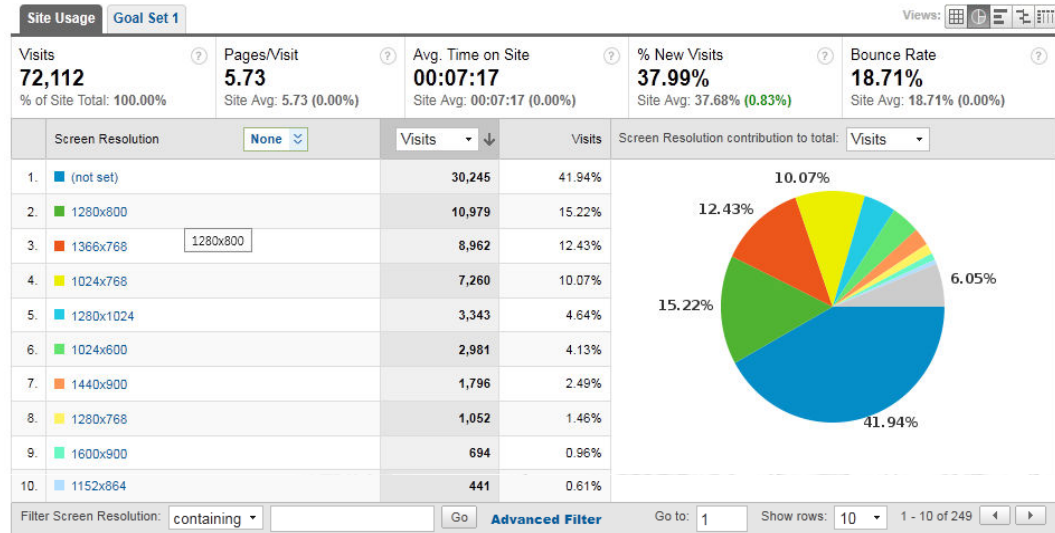 Site Usage Goal Set 1 Views:
Visits ? Pages/Visit ? Avg. Time on Site ? % New Visits ? Bounce Rate ?
72,112 5.73 00:07:17 37.99% 18.71%
% of Site Total: 100.00% Site Avg: 5.73 (0.00%) Site Avg: 00:07:17 (0.00%) Site Avg: 37.68% (0.83%) Site Avg: 18.71% (0.00%)
Screen Resolution None Visits Visits Screen Resolution contribution to total: Visits
1. (not set) 30,245 41.94%
2. 1280x800 10,979 15.22%
3. 1366x768 8,962 12.43%
1280x800
4. 1024x768 7,260 10.07%
5. 1280x1024 3,343 4.64%
6. 1024x600 2,981 4.13%
7. 1440x900 1,796 2.49%
8. 1280x768 1,052 1.46%
9. 1600x900 694 0.96%
10. 1152x864 441 0.61%
10.07%
12.43%
6.05%
15.22%
41.94%
Filter Screen Resolution: containing Go Advanced Filter Go to: 1 Show rows: 10 1 - 10 of 249